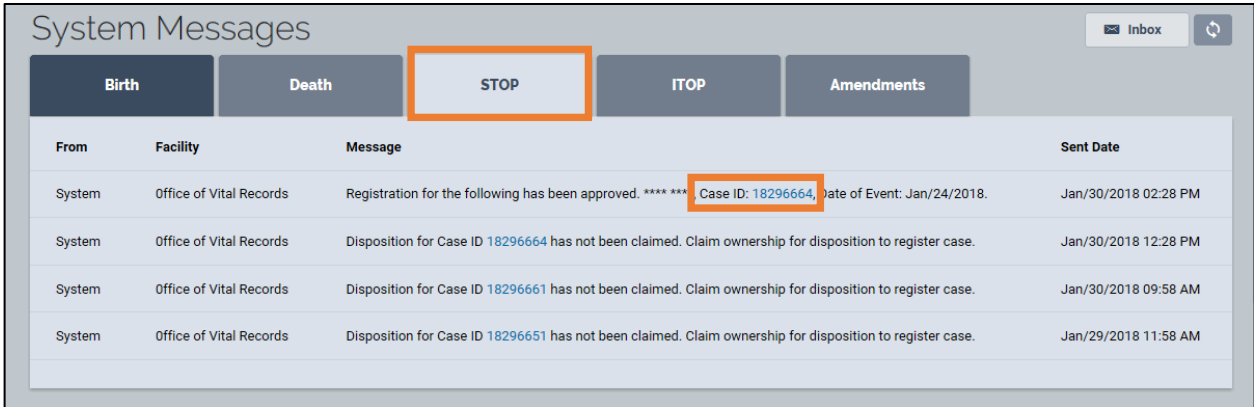 System Messages
Inbox
Birth Death STOP ITOP Amendments
From Facility Message Sent Date
System Office of Vital Records Registration for the following has been approved. **** ***, Case ID: 18296664, Date of Event: Jan/24/2018. Jan/30/2018 02:28 PM
System Office of Vital Records Disposition for Case ID 18296664 has not been claimed. Claim ownership for disposition to register case. Jan/30/2018 12:28 PM
System Office of Vital Records Disposition for Case ID 18296661 has not been claimed. Claim ownership for disposition to register case. Jan/30/2018 09:58 AM
System Office of Vital Records Disposition for Case ID 18296651 has not been claimed. Claim ownership for disposition to register case. Jan/29/2018 11:58 AM